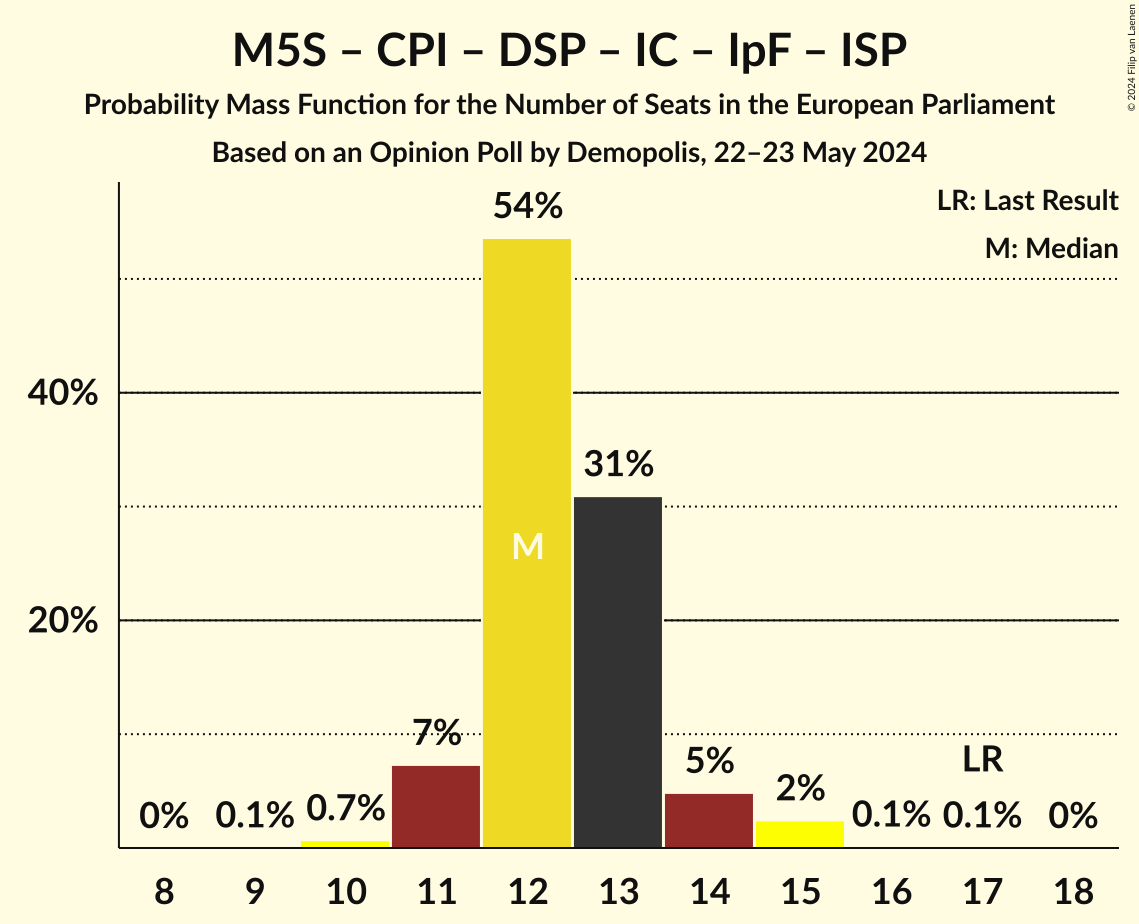 M5S – CPI – DSP – IC – IpF – ISP
Probability Mass Function for the Number of Seats in the European Parliament
Based on an Opinion Poll by Demopolis, 22–23 May 2024
© 2024 Filip van Laenen
LR: Last Result
M: Median
54%
40%
31%
M
20%
7%
5%
LR
2%
0% 0.1% 0.7% 0.1% 0.1% 0%
8 9 10 11 12 13 14 15 16 17 18